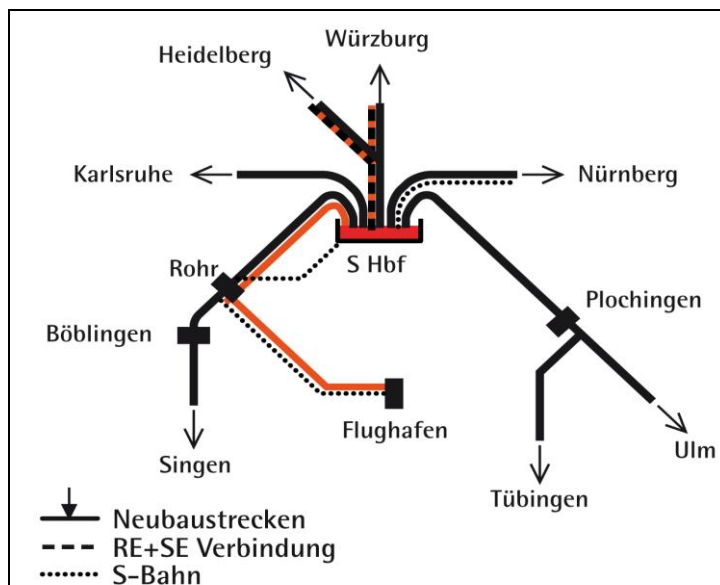 Würzburg
Heidelberg
Karlsruhe
Nürnberg
S Hbf
Rohr
Plochingen
Böblingen
Flughafen
Singen
Ulm
Tübingen
Neubaustrecken
RE+SE Verbindung
S-Bahn